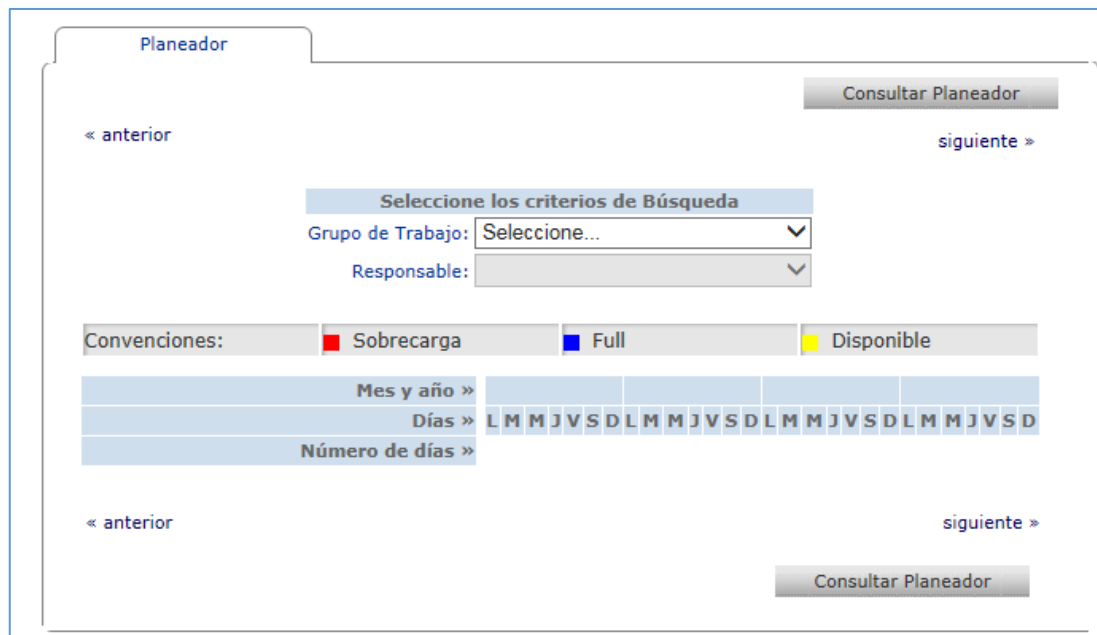 Planeador
Consultar Planeador
« anterior siguiente »
Seleccione los criterios de Búsqueda
Grupo de Trabajo: Seleccione...
Responsable:
Convenciones: Sobrecarga Full Disponible
Mes y año »
Días » L M M J V S D L M M J V S D L M M J V S D L M M J V S D
Número de días »
« anterior siguiente »
Consultar Planeador